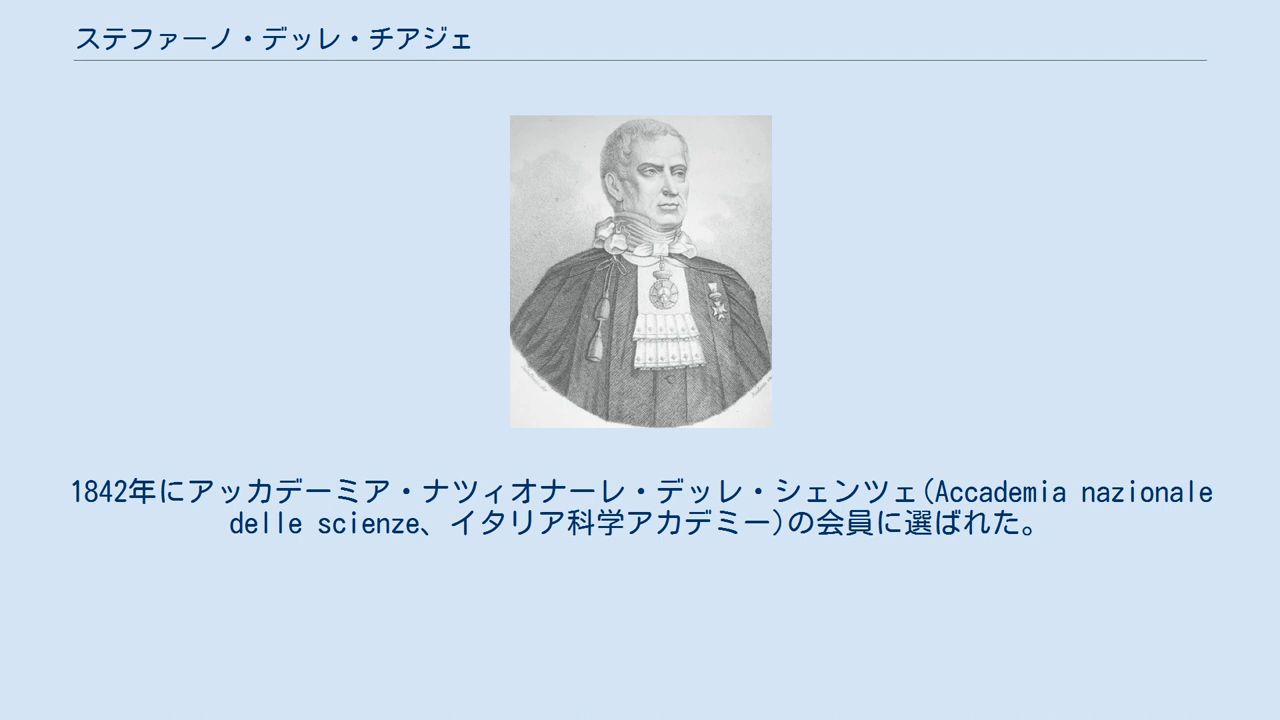 ステファーノ・デッレ・チアジェ
1842年にアッカデーミア・ナツィオナーレ・デッレ・シェンツェ(Accademia nazionale
delle scienze、イタリア科学アカデミー)の会員に選ばれた。